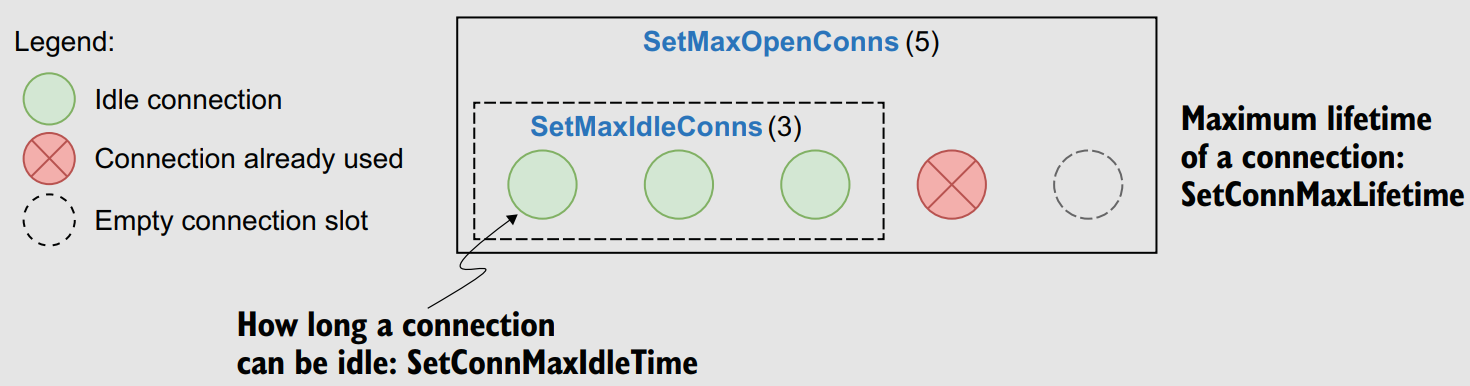 Legend:
Idle connection
Connection already used
Empty connection slot
SetMaxOpenConns (5)
SetMaxIdleConns (3)
Maximum lifetime
of a connection:
SetConnMaxLifetime
How long a connection
can be idle: SetConnMaxIdleTime